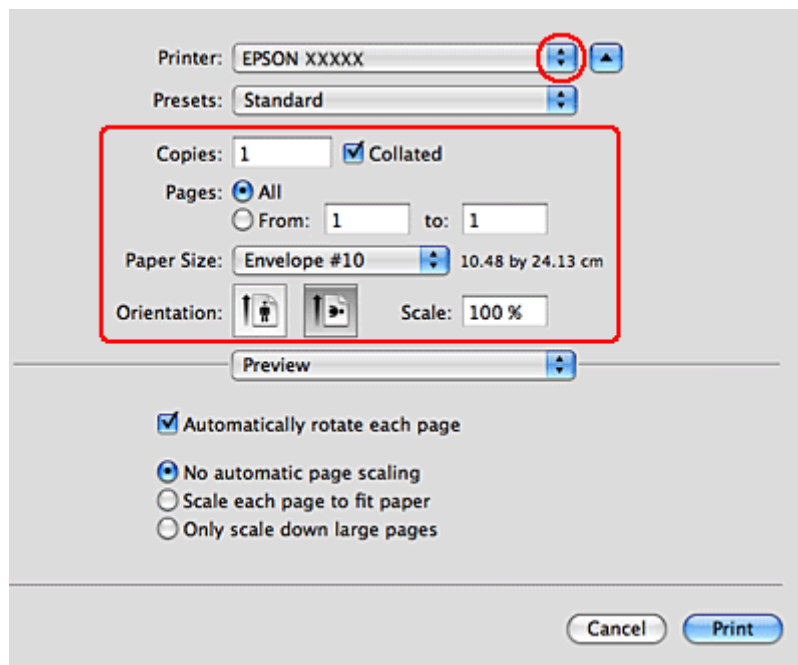 Printer: EPSON XXXXX
Presets: Standard
Copies: 1 Collated
Pages: All
From: 1 to: 1
Paper Size: Envelope #10 10.48 by 24.13 cm
Orientation: Scale: 100 %
Preview
Automatically rotate each page
No automatic page scaling
Scale each page to fit paper
Only scale down large pages
Cancel Print